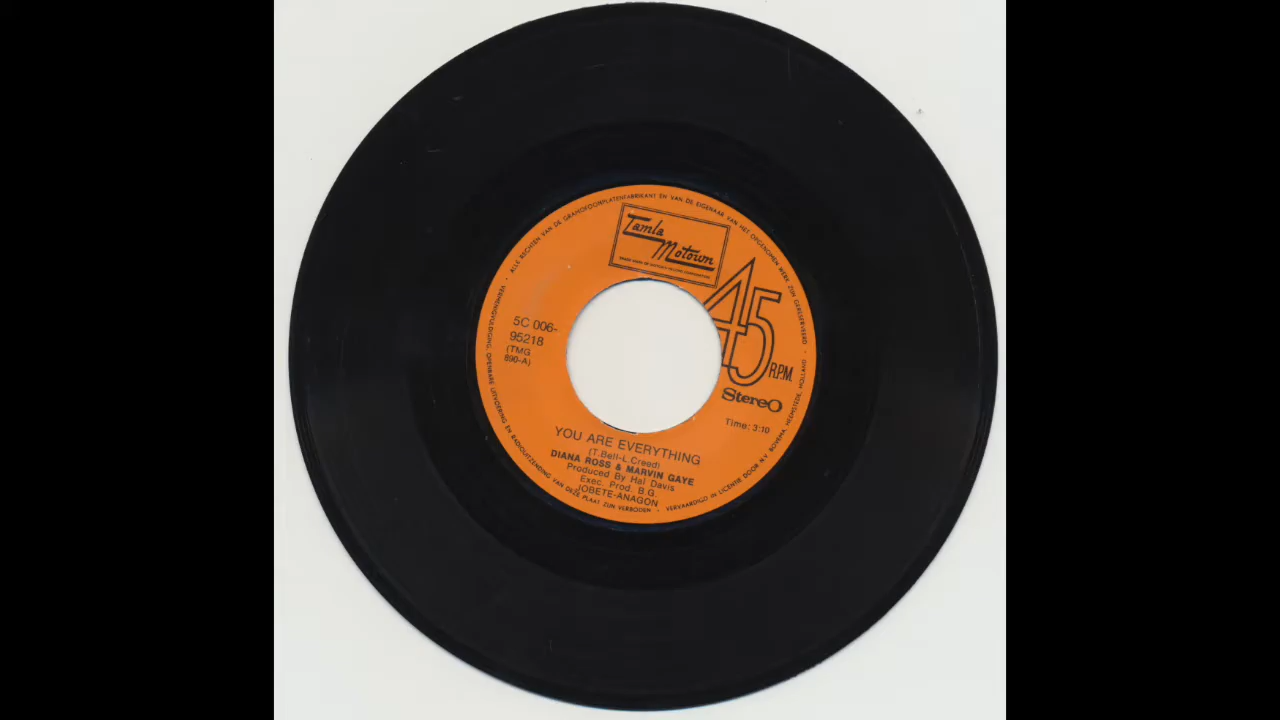 • ALLE RECHTEN VAN DE GRAMOFOONPLATENFABRIKANT EN VAN DE EIGENAAR VAN HET OPGENOMEN WERK ZIJN GERESERVEERD •
Tamla
Motown
45
R.P.M.
Stereo
Time: 3:10
5C 006-
95218
(TMG
890-A)
YOU ARE EVERYTHING
(T.Bell-L.Creed)
DIANA ROSS & MARVIN GAYE
Produced By Hal Davis
Exec. Prod. B.G.
JOBETE-ANAGON
VERMENIGVULDIGING, OPENBARE UITVOERING EN RADIOUITZENDING VAN DEZE PLAAT ZIJN VERBODEN •
VERVAARDIGD IN LICENTIE DOOR N.V. BOVEMA, HEEMSTEDE, HOLLAND •